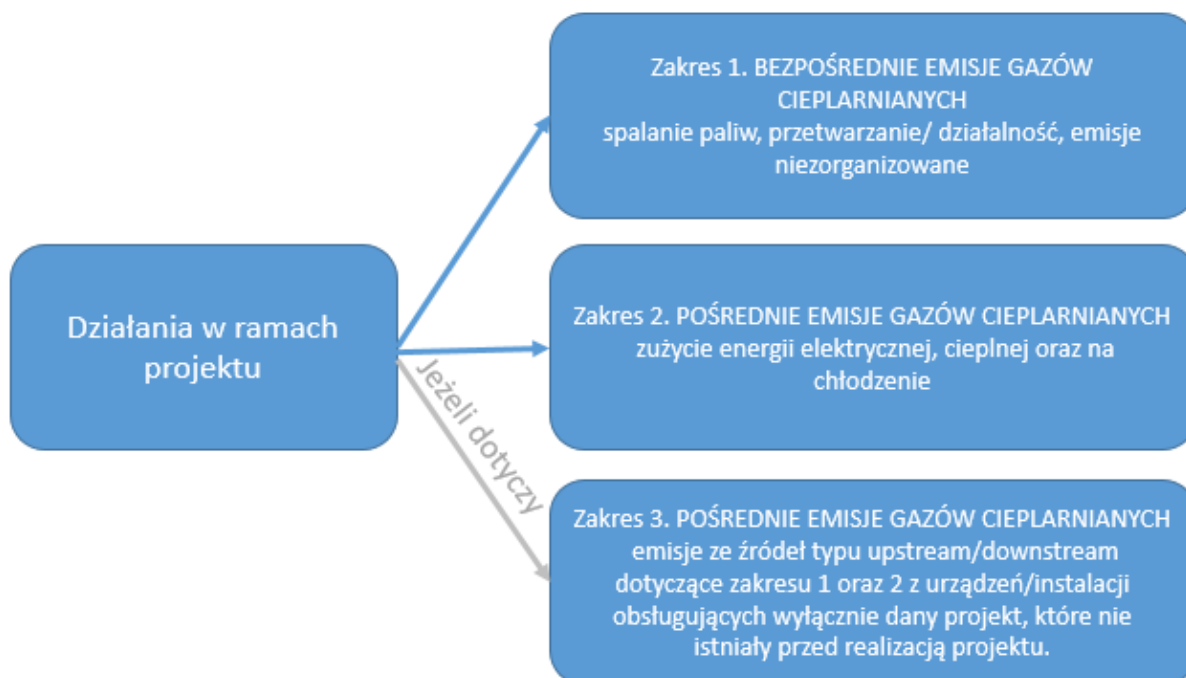 Zakres 1. BEZPOŚREDNIE EMISJE GAZÓW
CIEPLARNIANYCH
spalanie paliw, przetwarzanie/ działalność, emisje
niezorganizowane
Działania w ramach
projektu
Zakres 2. POŚREDNIE EMISJE GAZÓW CIEPLARNIANYCH
zużycie energii elektrycznej, cieplnej oraz na
chłodzenie
Jeżeli dotyczy
Zakres 3. POŚREDNIE EMISJE GAZÓW CIEPLARNIANYCH
emisje ze źródeł typu upstream/downstream
dotyczące zakresu 1 oraz 2 z urządzeń/instalacji
obsługujących wyłącznie dany projekt, które nie
istniały przed realizacją projektu.